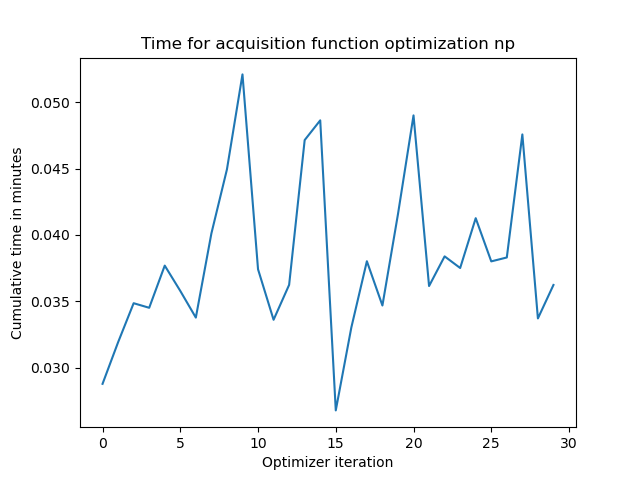 Time for acquisition function optimization np
Cumulative time in minutes
0.050
0.045
0.040
0.035
0.030
0 5 10 15 20 25 30
Optimizer iteration